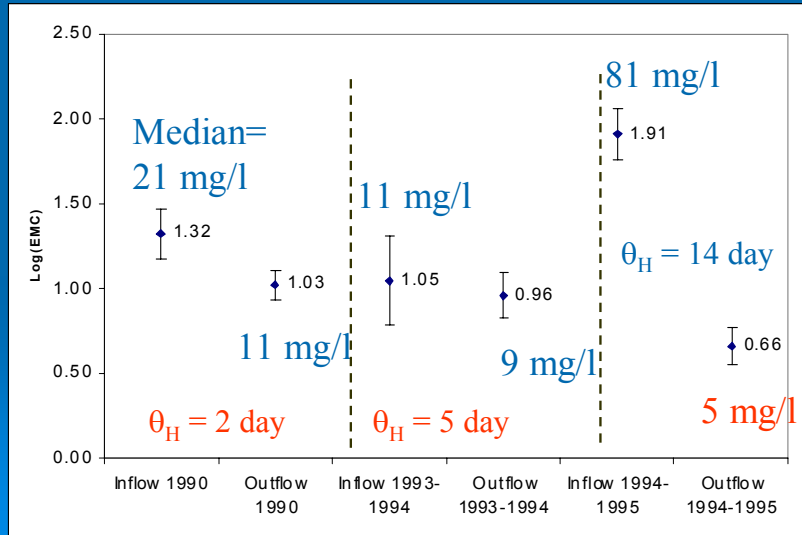 2.50
2.00
1.50
1.00
0.50
0.00
Log(EMC)
Median=
21 mg/l
1.32
1.03
11 mg/l
θH = 2 day
11 mg/l
1.05
0.96
9 mg/l
θH = 5 day
81 mg/l
1.91
θH = 14 day
0.66
5 mg/l
Inflow 1990
Outflow
1990
Inflow 1993-
1994
Outflow
1993-1994
Inflow 1994-
1995
Outflow
1994-1995